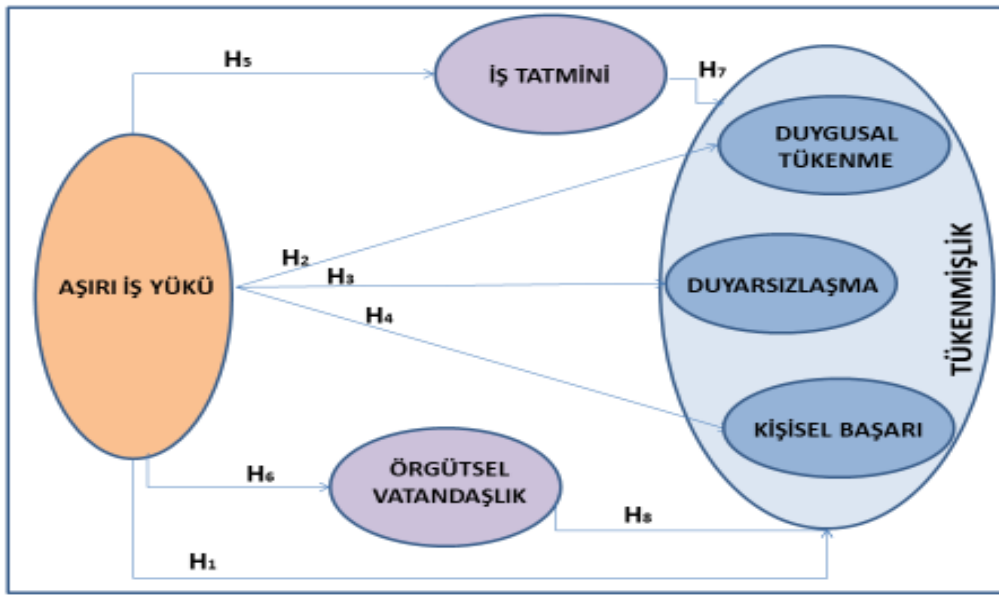 H₅
İŞ TATMİNİ
H₇
DUYGUSAL
TÜKENME
AŞIRI İŞ YÜKÜ
H₂
H₃
DUYARSIZLAŞMA
TÜKENMİŞLİK
H₄
KİŞİSEL BAŞARI
H₆
ÖRGÜTSEL
VATANDAŞLIK
H₈
H₁